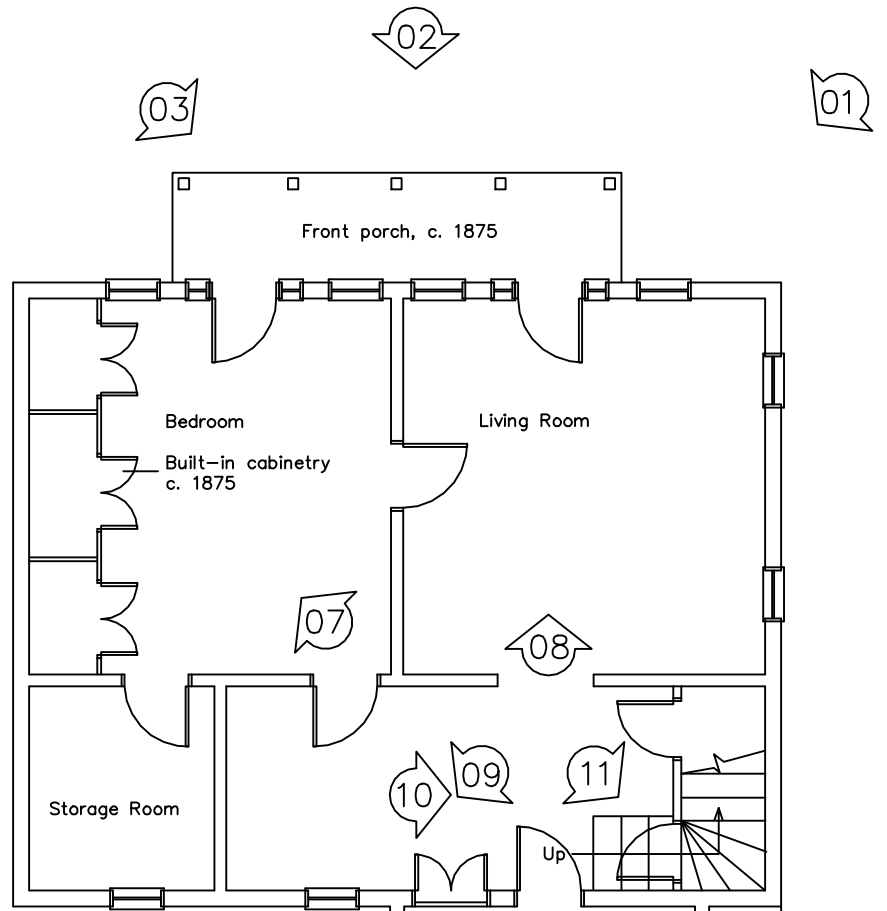 02
03
01
Front porch, c. 1875
Bedroom
Living Room
Built-in cabinetry
c. 1875
07
08
09
11
10
Storage Room
Up